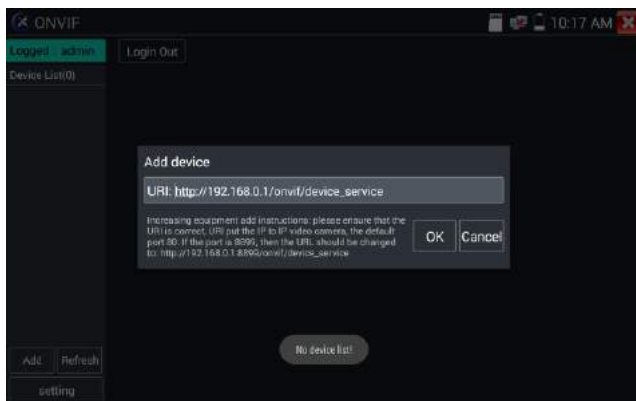 ONVIF
10:17 AM
Logged : admin
Login Out
Device List(0)
Add device
URI: http://192.168.0.1/onvif/device_service
Increasing equipment add instructions: please ensure that the
URI is correct, URI put the IP to IP video camera, the default
port 80. If the port is 8899, then the URL should be changed
to: http://192.168.0.1:8899/onvif/device_service
OK
Cancel
No device list!
Add
Refresh
setting